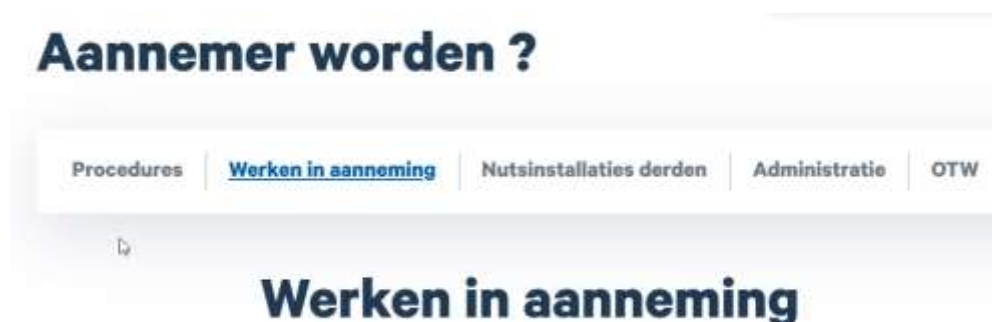 Aannemer worden ?
Procedures Werken in aanneming Nutsinstallaties derden Administratie OTW
Werken in aanneming